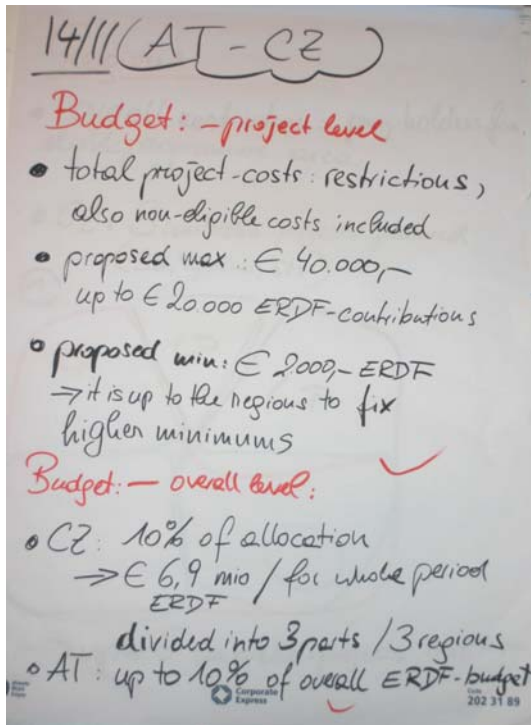 14/11 (AT - CZ)
Budget: - project level
• total project-costs: restrictions,
also non-eligible costs included
• proposed max.: € 40.000,-
up to € 20.000 ERDF-contributions
• proposed min: € 2000,- ERDF
→ it is up to the regions to fix
higher minimums
Budget: - overall level:
• CZ: 10% of allocation
→ € 6,9 mio / for whole period
ERDF
divided into 3 parts / 3 regions
• AT: up to 10% of overall ERDF-budget
Corporate
Express
Code
202 31 89